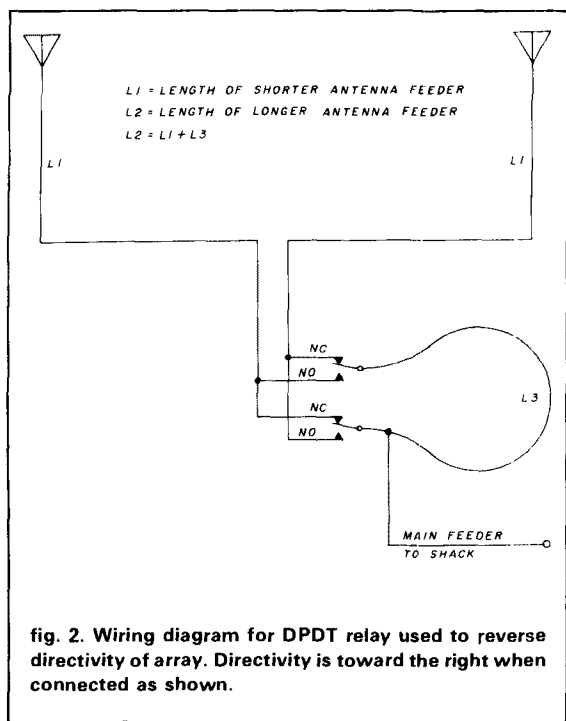 L1 = LENGTH OF SHORTER ANTENNA FEEDER
L2 = LENGTH OF LONGER ANTENNA FEEDER
L2 = L1 + L3
L1
L1
NC
NO
L3
NC
NO
MAIN FEEDER
TO SHACK
fig. 2. Wiring diagram for DPDT relay used to reverse
directivity of array. Directivity is toward the right when
connected as shown.